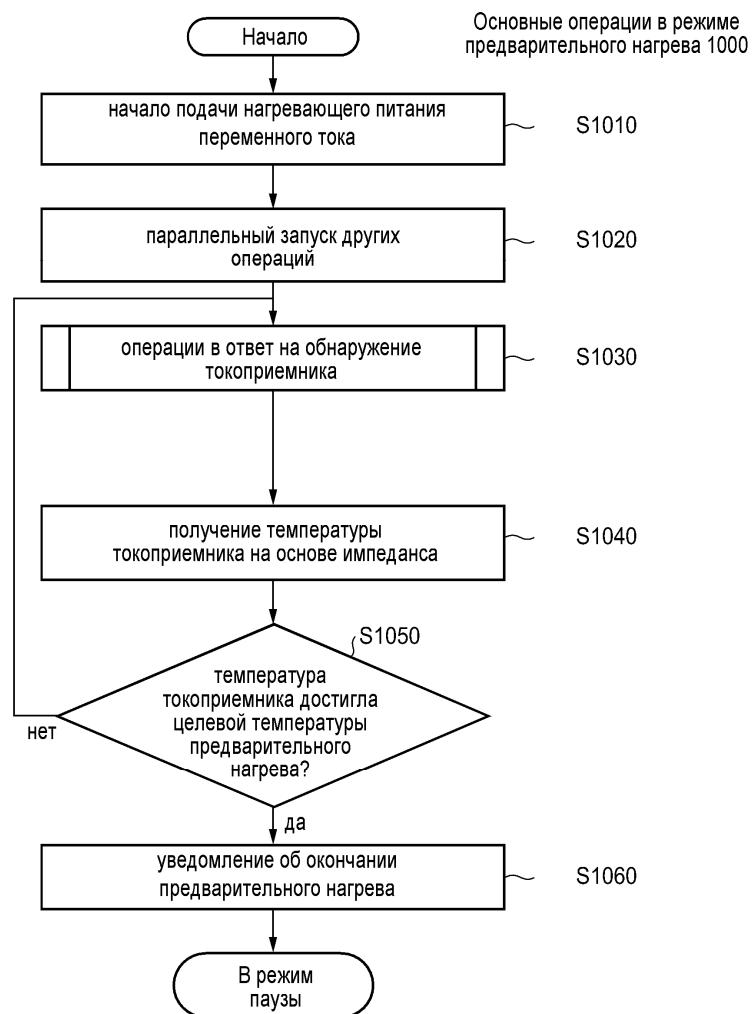 Основные операции в режиме
предварительного нагрева 1000
Начало
начало подачи нагревающего питания
переменного тока
S1010
параллельный запуск других
операций
S1020
операции в ответ на обнаружение
токоприемника
S1030
получение температуры
токоприемника на основе импеданса
S1040
S1050
температура
токоприемника достигла
целевой температуры
предварительного
нагрева?
нет
да
уведомление об окончании
предварительного нагрева
S1060
В режим
паузы